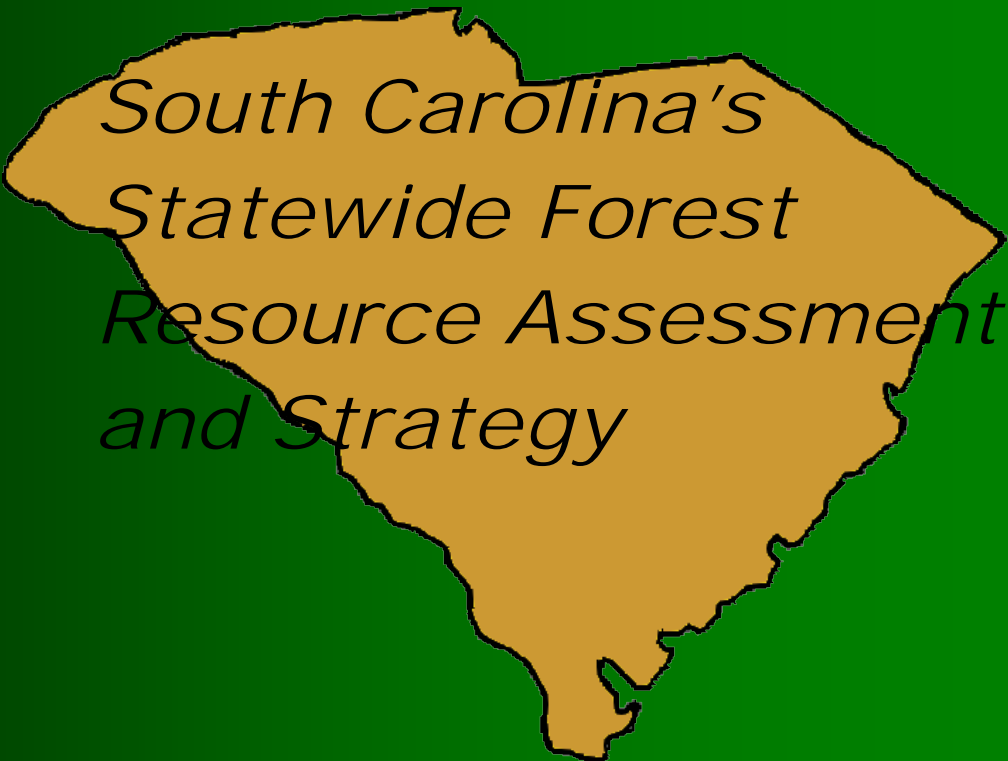 South Carolina's
Statewide Forest
Resource Assessment
and Strategy